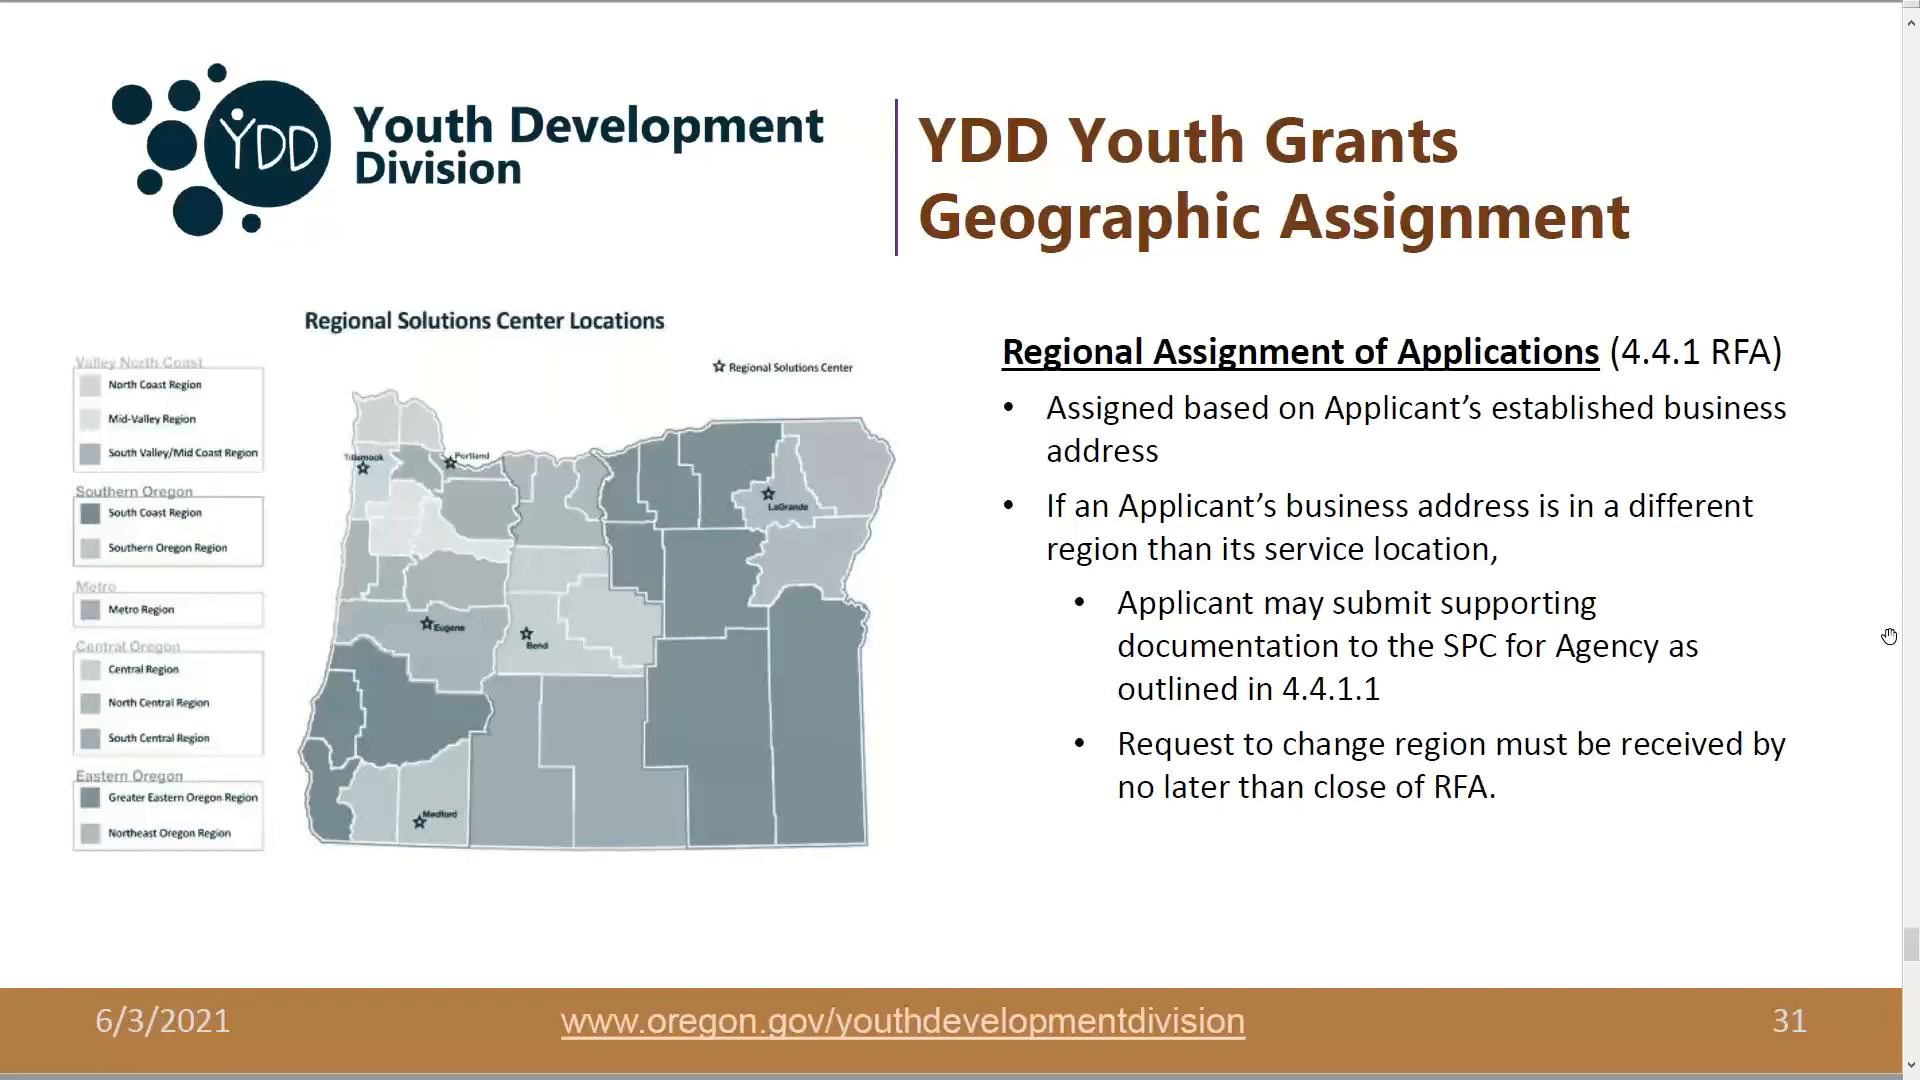 YDD
Youth Development
Division
YDD Youth Grants
Geographic Assignment
Regional Solutions Center Locations
Regional Solutions Center
Valley North Coast
North Coast Region
Mid-Valley Region
South Valley/Mid Coast Region
Southern Oregon
South Coast Region
Southern Oregon Region
Metro
Metro Region
Central Oregon
Central Region
North Central Region
South Central Region
Eastern Oregon
Greater Eastern Oregon Region
Northeast Oregon Region
Tillamook
Portland
LaGrande
Eugene
Bend
Medford
Regional Assignment of Applications (4.4.1 RFA)
• Assigned based on Applicant’s established business
address
• If an Applicant’s business address is in a different
region than its service location,
• Applicant may submit supporting
documentation to the SPC for Agency as
outlined in 4.4.1.1
• Request to change region must be received by
no later than close of RFA.
6/3/2021
www.oregon.gov/youthdevelopmentdivision
31